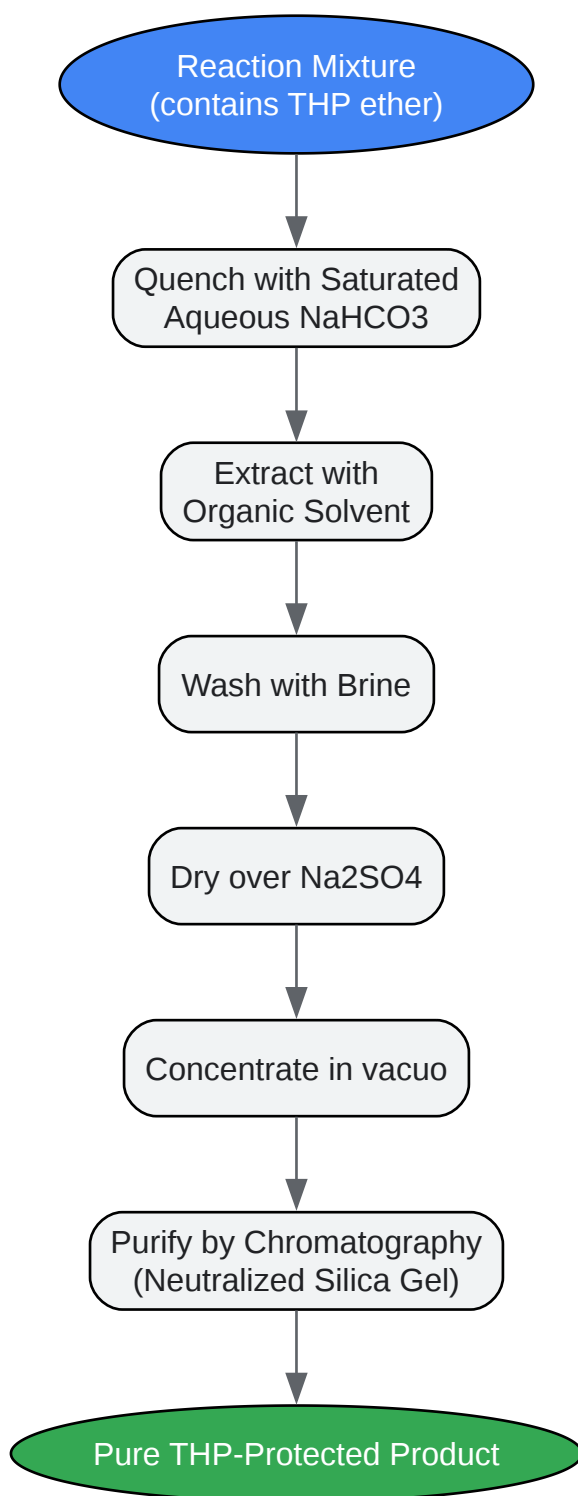 Reaction Mixture
(contains THP ether)
Quench with Saturated
Aqueous NaHCO3
Extract with
Organic Solvent
Wash with Brine
Dry over Na2SO4
Concentrate in vacuo
Purify by Chromatography
(Neutralized Silica Gel)
Pure THP-Protected Product